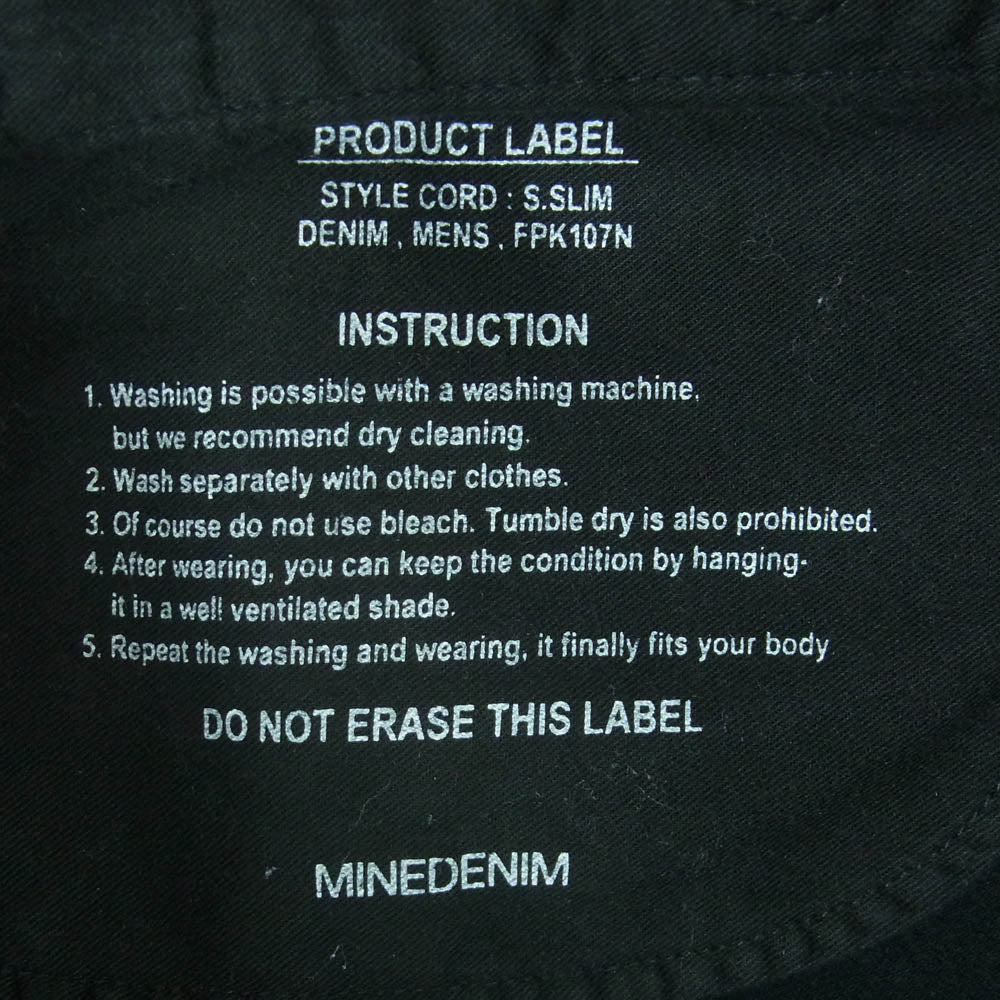 PRODUCT LABEL
STYLE CORD : S.SLIM
DENIM , MENS , FPK107N
INSTRUCTION
1. Washing is possible with a washing machine,
but we recommend dry cleaning.
2. Wash separately with other clothes.
3. Of course do not use bleach. Tumble dry is also prohibited.
4. After wearing, you can keep the condition by hanging-
it in a well ventilated shade.
5. Repeat the washing and wearing, it finally fits your body
DO NOT ERASE THIS LABEL
MINEDENIM